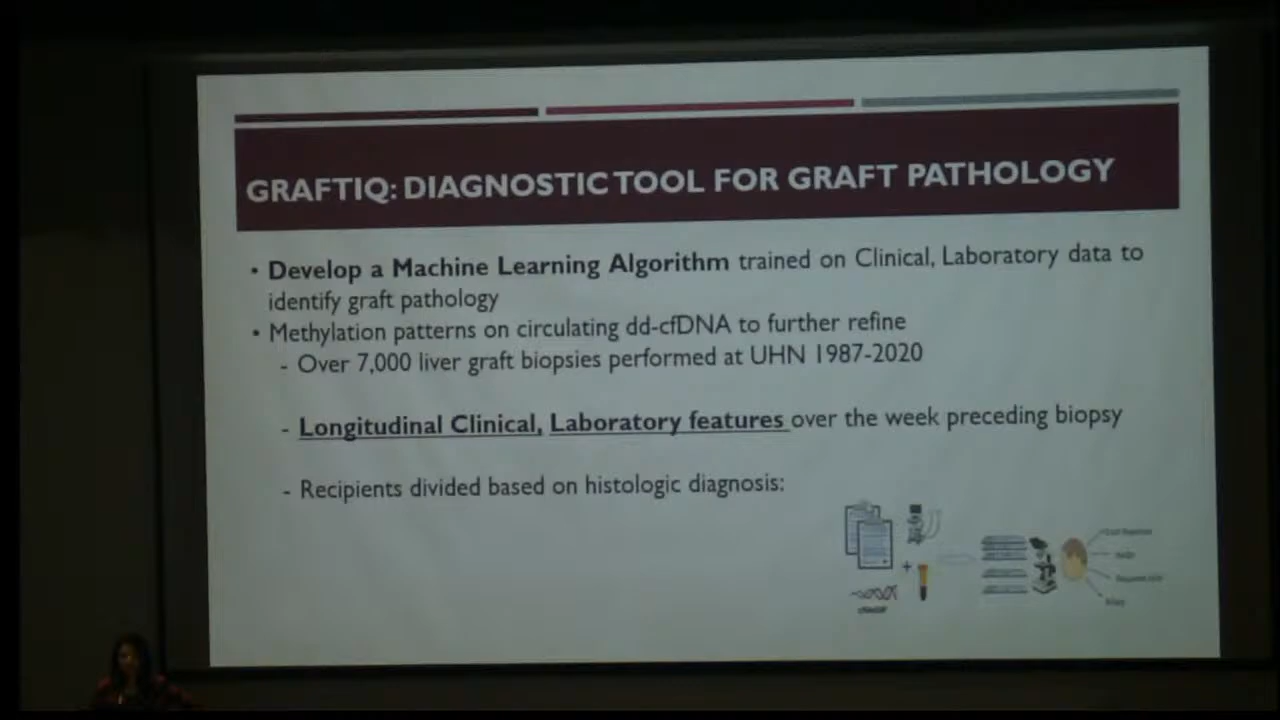 GRAFTIQ: DIAGNOSTIC TOOL FOR GRAFT PATHOLOGY
• Develop a Machine Learning Algorithm trained on Clinical, Laboratory data to
identify graft pathology
• Methylation patterns on circulating dd-cfDNA to further refine
- Over 7,000 liver graft biopsies performed at UHN 1987-2020
- Longitudinal Clinical, Laboratory features over the week preceding biopsy
- Recipients divided based on histologic diagnosis:
+